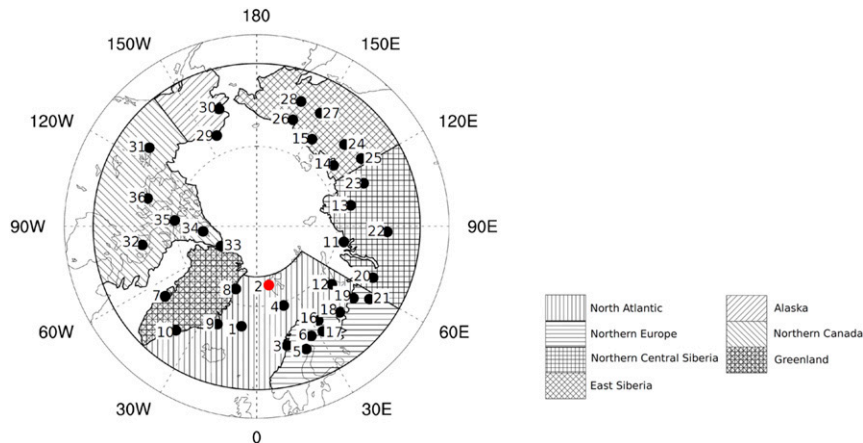 180
150W 150E
30 28
27
26
120W 120E
29 15 24
31 14 25
23
36 13
35
90W 34 22 90E
32 33 11
20
8 2 12
7 19 21
4 18
60W 9 16 60E
10 1 6 17
3 5
30W 30E
0
North Atlantic Alaska
Northern Europe Northern Canada
Northern Central Siberia Greenland
East Siberia